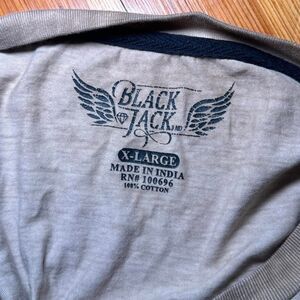 BLACK
JACK
X-LARGE
MADE IN INDIA
RN# 100696
100% COTTON